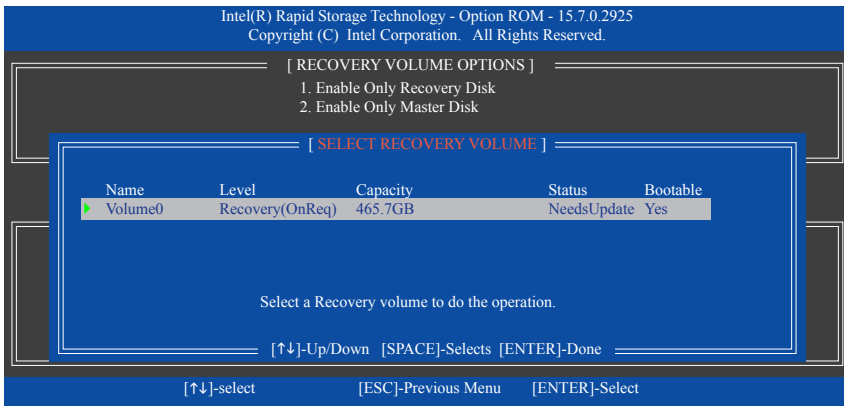 Intel(R) Rapid Storage Technology - Option ROM - 15.7.0.2925
Copyright (C) Intel Corporation. All Rights Reserved.
[ RECOVERY VOLUME OPTIONS ]
1. Enable Only Recovery Disk
2. Enable Only Master Disk
[ SELECT RECOVERY VOLUME ]
Name Level Capacity Status Bootable
Volume0 Recovery(OnReq) 465.7GB NeedsUpdate Yes
Select a Recovery volume to do the operation.
[↑↓]-Up/Down [SPACE]-Selects [ENTER]-Done
[↑↓]-select [ESC]-Previous Menu [ENTER]-Select